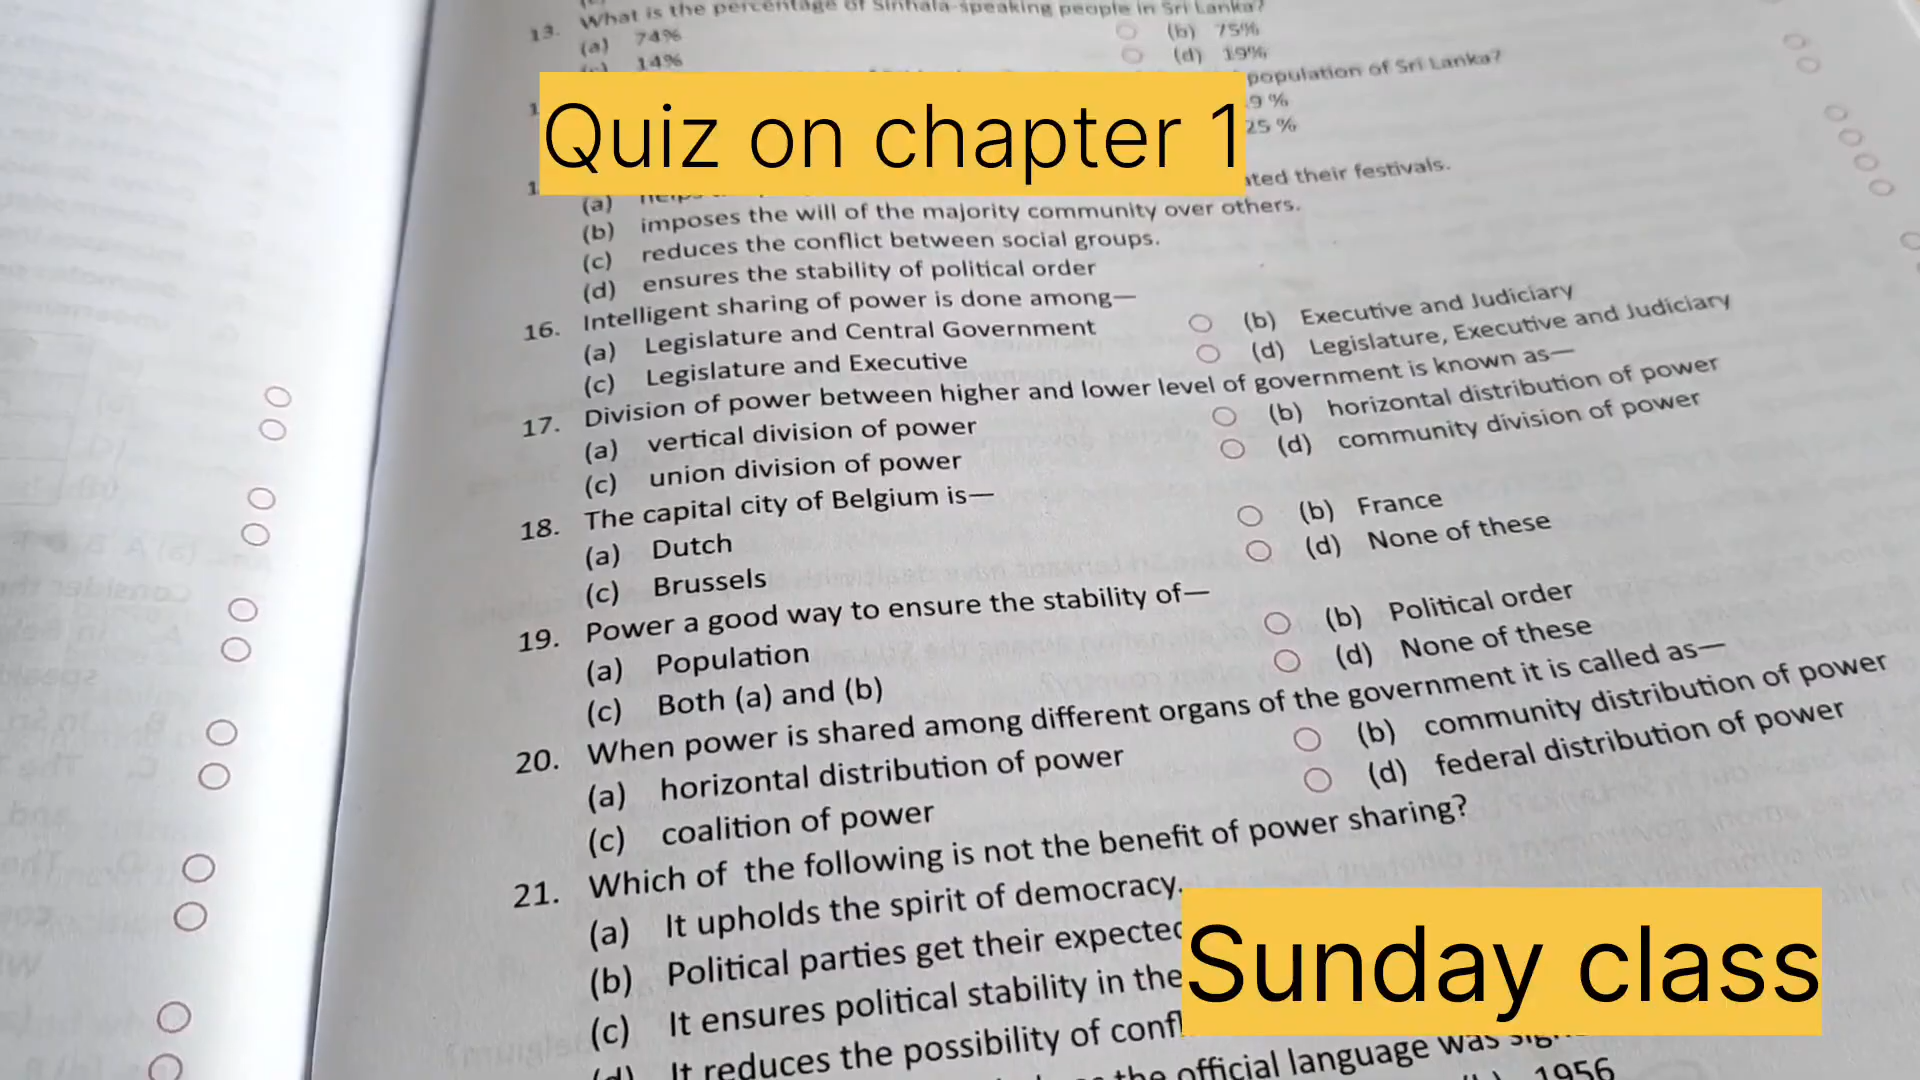 13. What is the percentage of Sinhala-speaking people in Sri Lanka?
(a) 74% (b) 75%
14% (d) 19%
population of Sri Lanka?
9 %
25 %
Quiz on chapter 1
their festivals.
(a)
(b) imposes the will of the majority community over others.
(c) reduces the conflict between social groups.
(d) ensures the stability of political order
16. Intelligent sharing of power is done among—
(a) Legislature and Central Government (b) Executive and Judiciary
(c) Legislature and Executive (d) Legislature, Executive and Judiciary
17. Division of power between higher and lower level of government is known as—
(a) vertical division of power (b) horizontal distribution of power
(c) union division of power (d) community division of power
18. The capital city of Belgium is—
(a) Dutch (b) France
(c) Brussels (d) None of these
19. Power a good way to ensure the stability of—
(a) Population (b) Political order
(c) Both (a) and (b) (d) None of these
20. When power is shared among different organs of the government it is called as—
(a) horizontal distribution of power (b) community distribution of power
(c) coalition of power (d) federal distribution of power
21. Which of the following is not the benefit of power sharing?
(a) It upholds the spirit of democracy.
(b) Political parties get their expected
(c) It ensures political stability in the
It reduces the possibility of
Sunday class
the official language was
1956